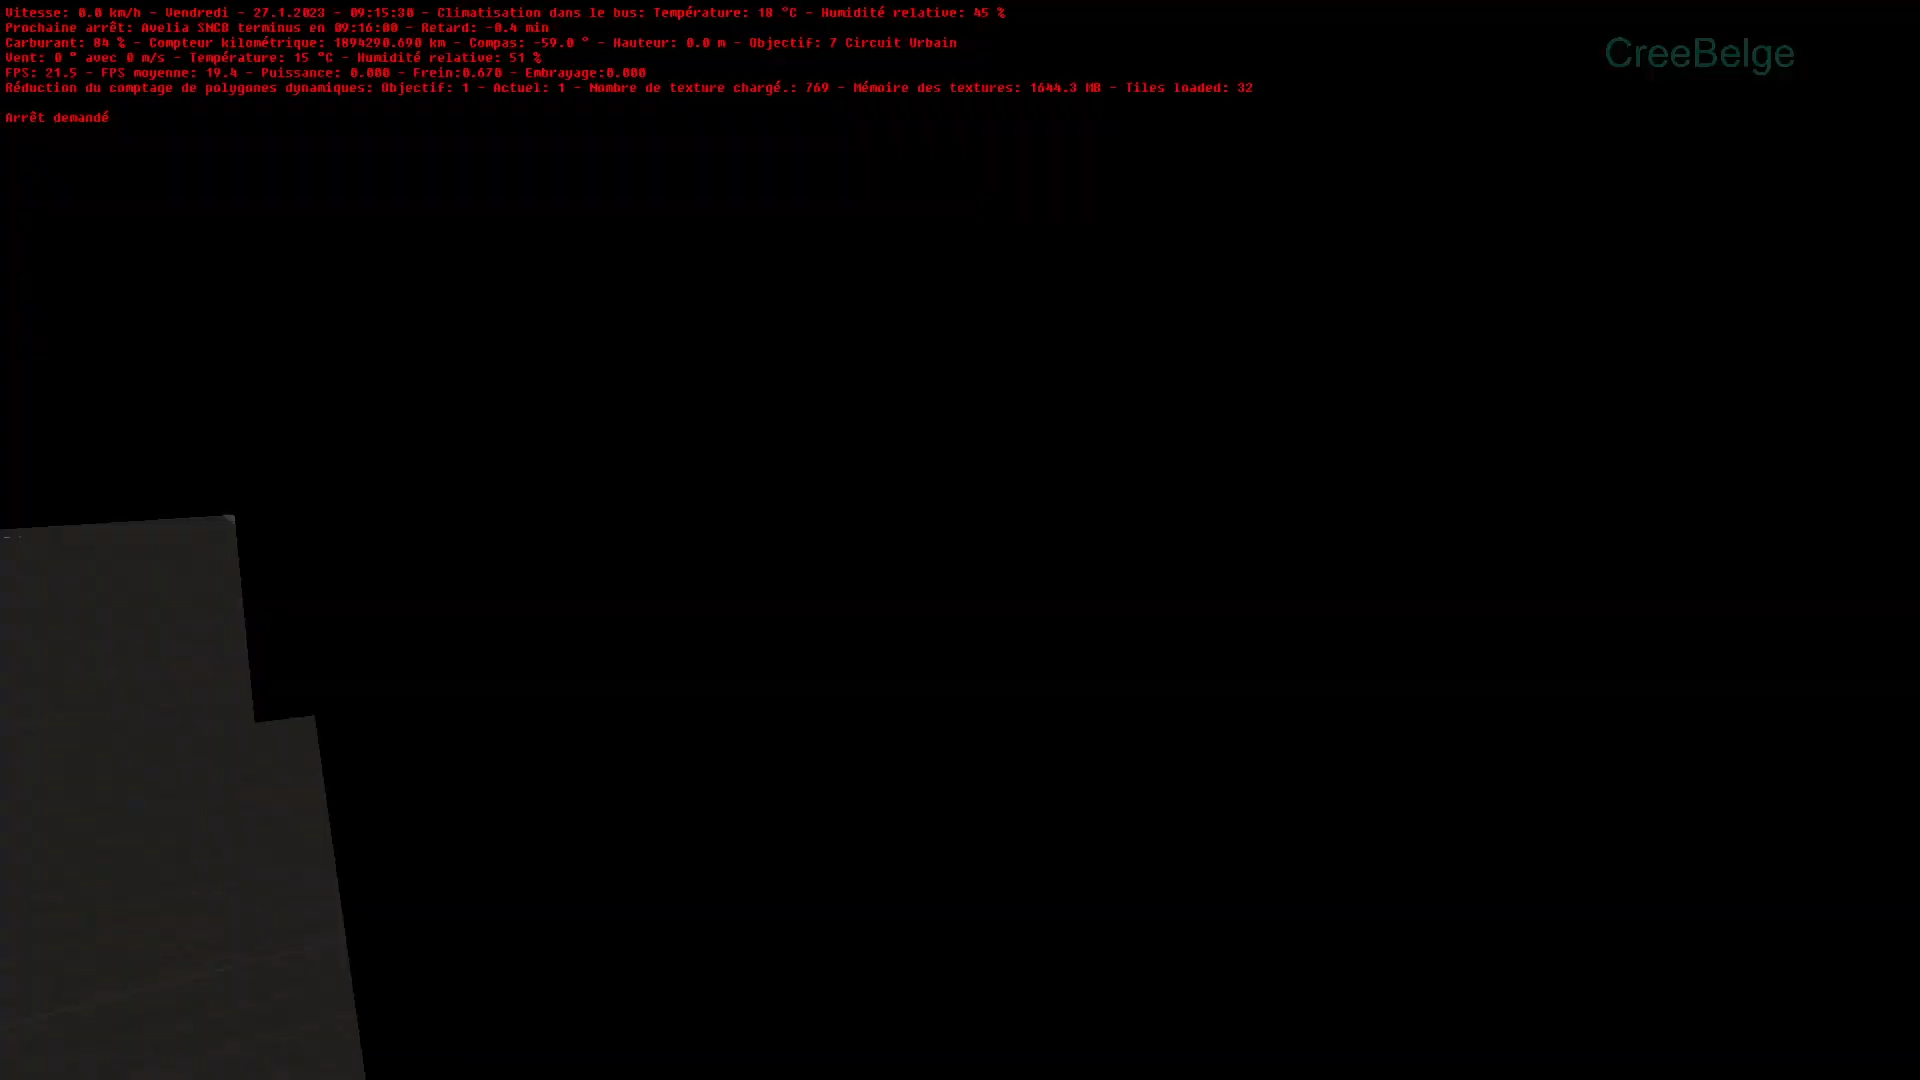 Vitesse: 0.0 km/h - Vendredi - 27.1.2023 - 09:15:30 - Climatisation dans le bus: Température: 18 °C - Humidité relative: 45 %
Prochaine arrêt: Avelia SNCB terminus en 09:16:00 - Retard: -0.4 min
Carburant: 84 % - Compteur kilométrique: 1894290.690 km - Compas: -59.0 ° - Hauteur: 0.0 m - Objectif: 7 Circuit Urbain
Vent: 0 ° avec 0 m/s - Température: 15 °C - Humidité relative: 51 %
FPS: 21.5 - FPS moyenne: 19.4 - Puissance: 0.000 - Frein:0.670 - Embrayage:0.000
Réduction du comptage de polygones dynamiques: Objectif: 1 - Actuel: 1 - Nombre de texture chargé.: 769 - Mémoire des textures: 1644.3 MB - Tiles loaded: 32
Arrêt demandé
CreeBelge